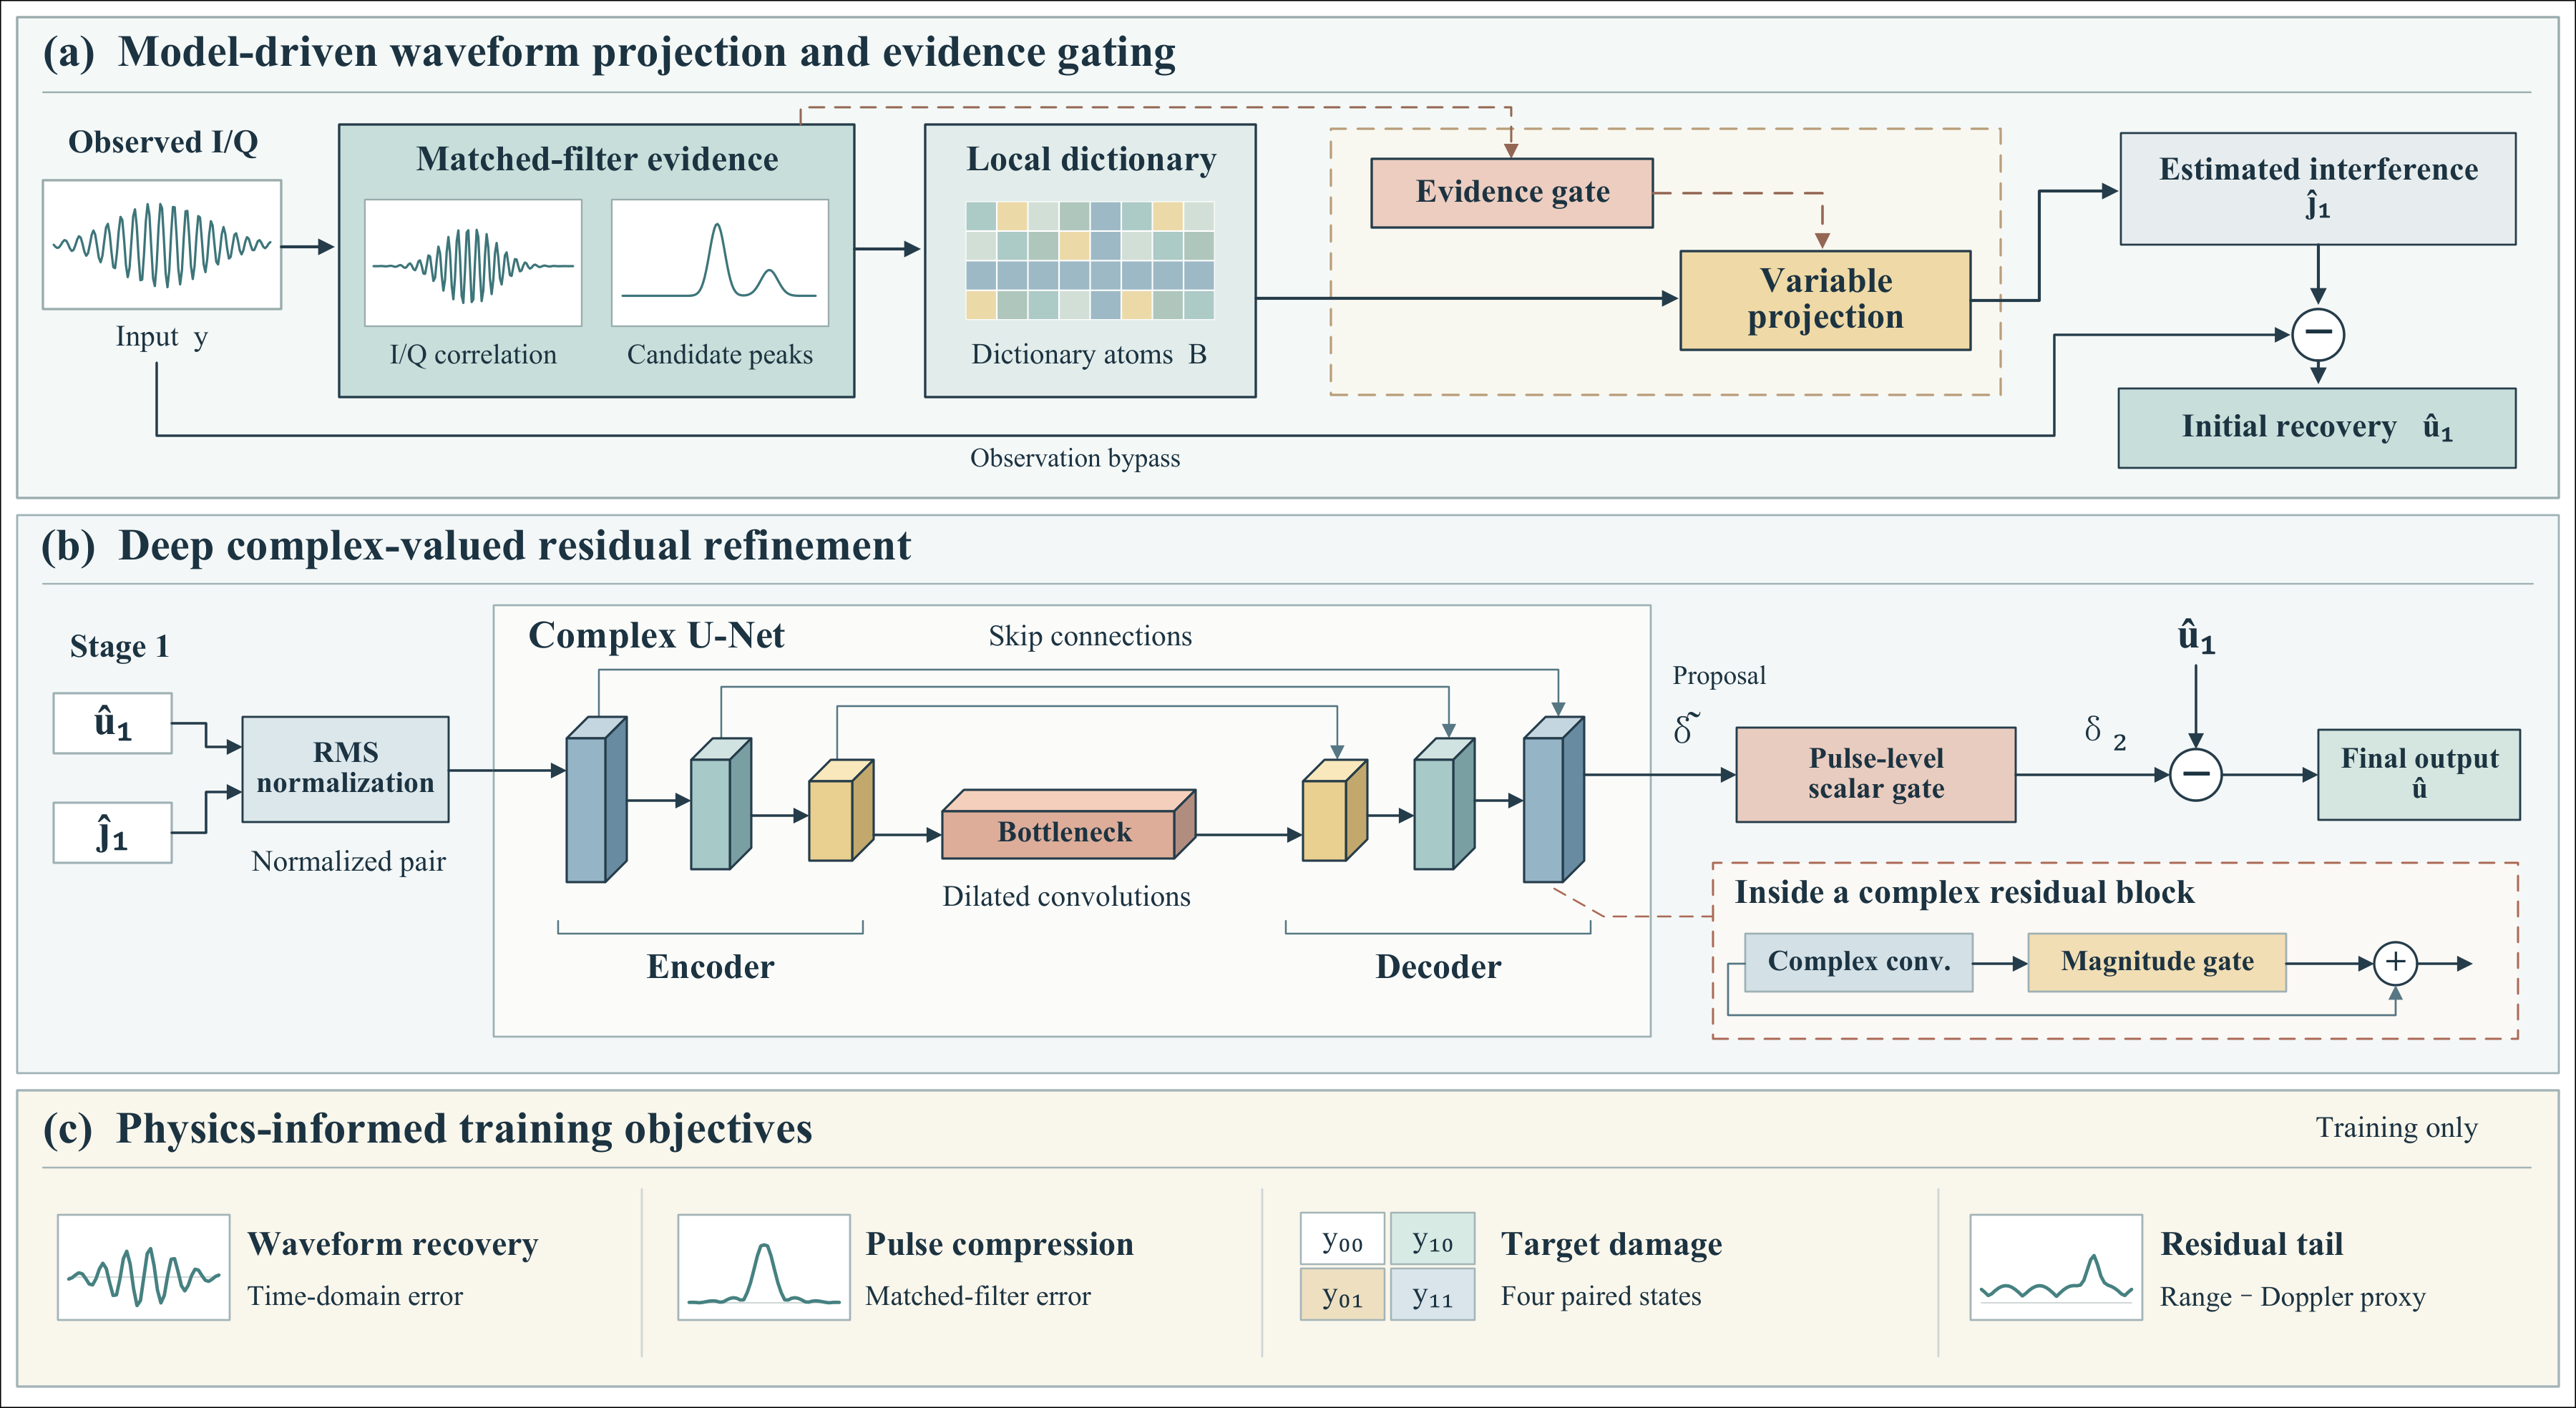 (a) Model-driven waveform projection and evidence gating
Observed I/Q
Input y
Matched-filter evidence
I/Q correlation
Candidate peaks
Local dictionary
Dictionary atoms B
Evidence gate
Variable
projection
Estimated interference
ĵ₁
−
Initial recovery û₁
Observation bypass
(b) Deep complex-valued residual refinement
Stage 1
û₁
ĵ₁
RMS
normalization
Normalized pair
Complex U-Net
Skip connections
Bottleneck
Dilated convolutions
Encoder
Decoder
Proposal
δ̃
Pulse-level
scalar gate
δ ₂
û₁
−
Final output
û
Inside a complex residual block
Complex conv.
Magnitude gate
+
(c) Physics-informed training objectives
Training only
Waveform recovery
Time-domain error
Pulse compression
Matched-filter error
y₀₀ y₁₀
y₀₁ y₁₁
Target damage
Four paired states
Residual tail
Range – Doppler proxy